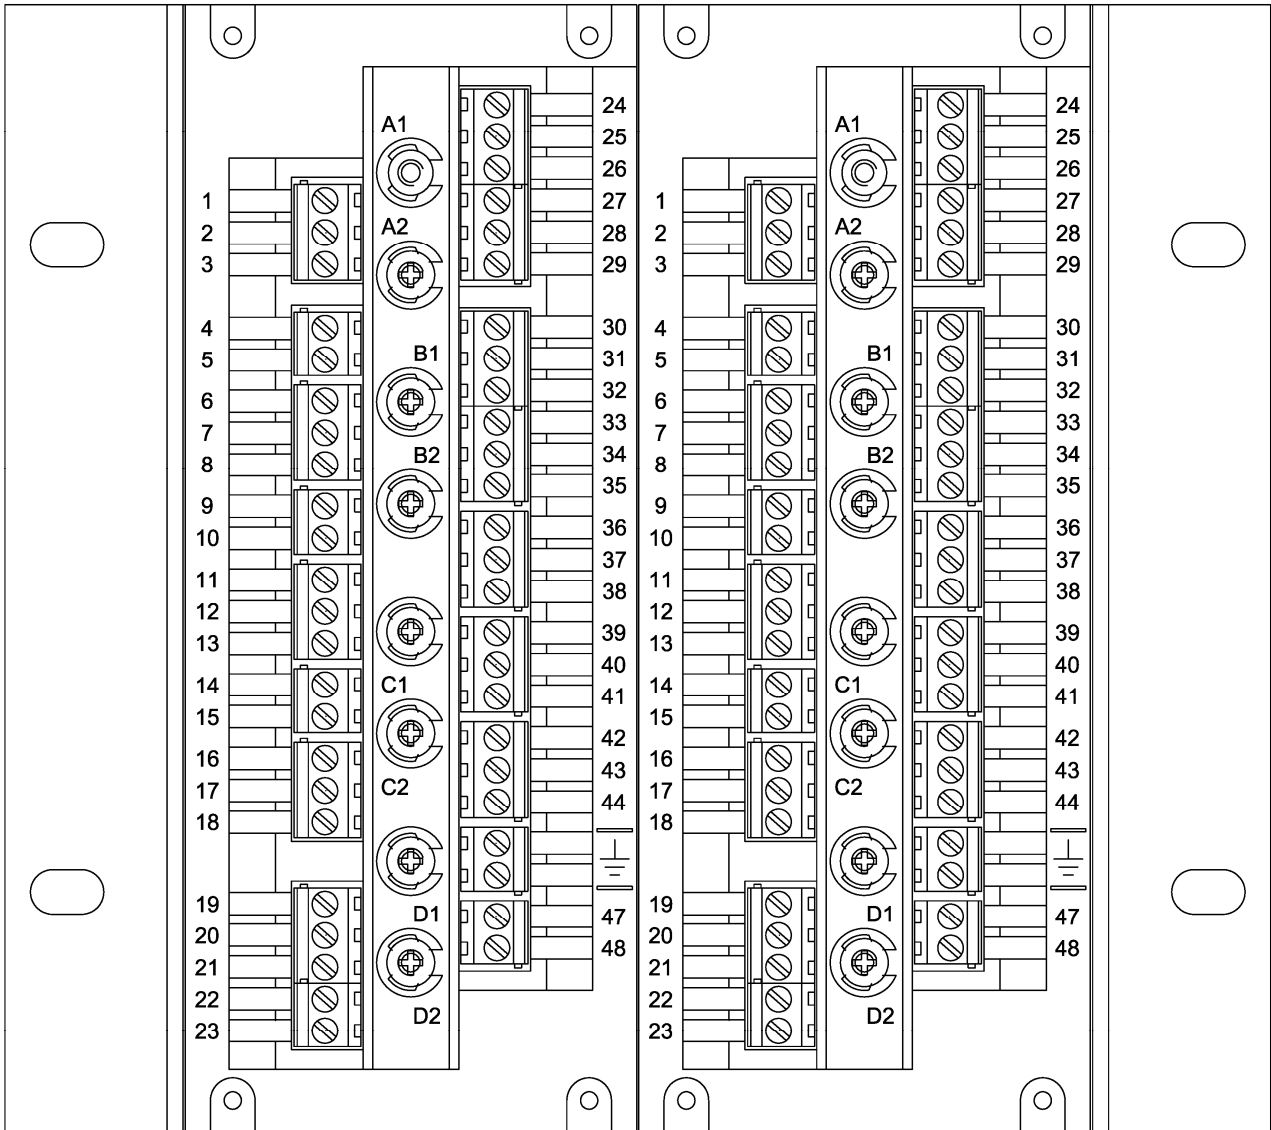 A1 24 A1 24
25 25
26 26
1 27 1 27
A2 A2
2 28 2 28
3 29 3 29
4 30 4 30
B1 B1
5 31 5 31
6 32 6 32
7 33 7 33
B2 B2
8 34 8 34
35 35
9 36 9 36
10 37 10 37
11 38 11 38
12 39 12 39
13 40 13 40
14 C1 41 14 C1 41
15 42 15 42
16 43 16 43
17 C2 44 17 C2 44
18 18
19 D1 47 19 D1 47
20 48 20 48
21 21
22 D2 22 D2
23 23